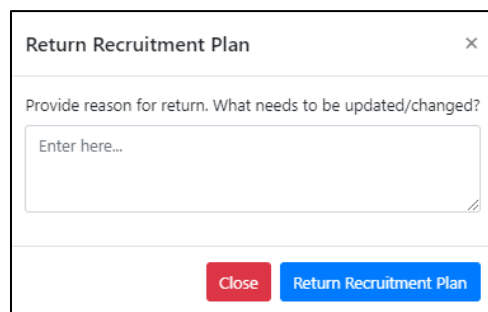 Return Recruitment Plan ×
Provide reason for return. What needs to be updated/changed?
Enter here...
Close Return Recruitment Plan